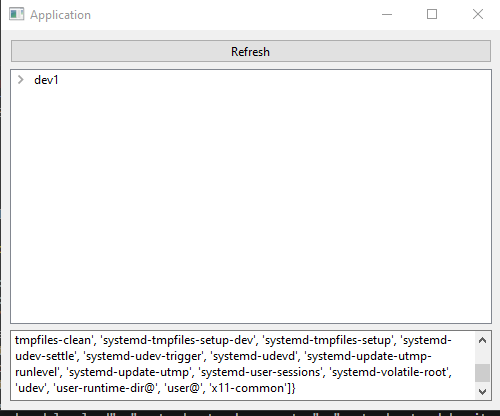 Application
Refresh
dev1
tmpfiles-clean', 'systemd-tmpfiles-setup-dev', 'systemd-tmpfiles-setup', 'systemd-
udev-settle', 'systemd-udev-trigger', 'systemd-udevd', 'systemd-update-utmp-
runlevel', 'systemd-update-utmp', 'systemd-user-sessions', 'systemd-volatile-root',
'udev', 'user-runtime-dir@', 'user@', 'x11-common']}